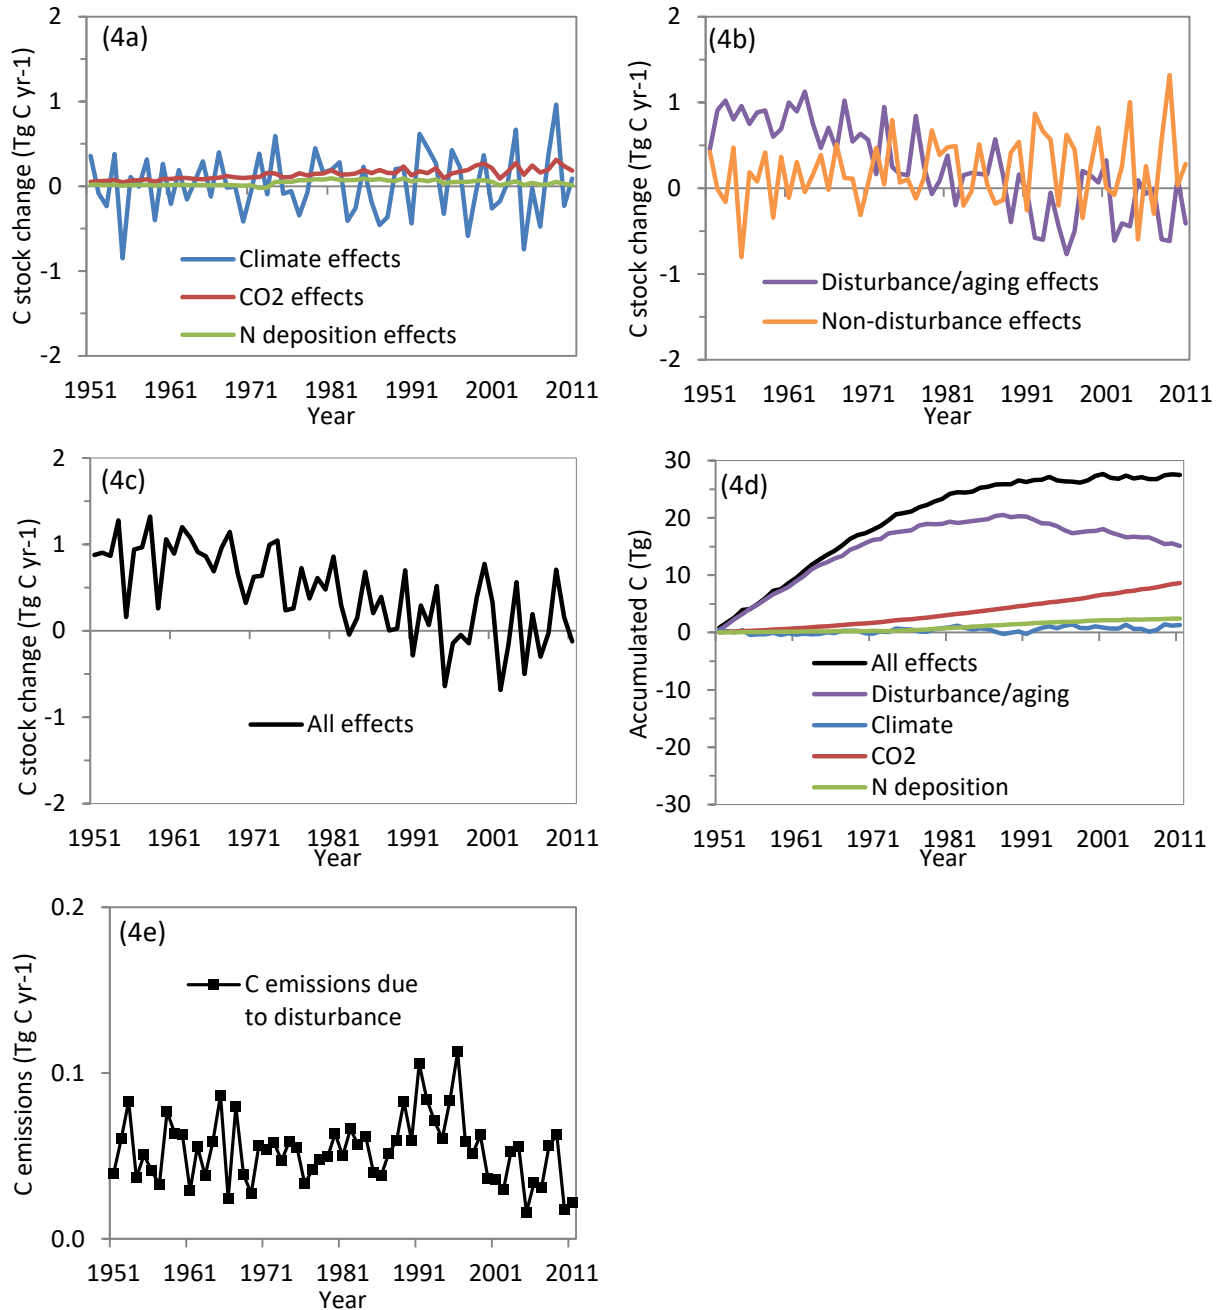 (4a)
C stock change (Tg C yr-1)
2
1
0
-1
-2
Climate effects
CO2 effects
N deposition effects
1951 1961 1971 1981 1991 2001 2011
Year
(4b)
C stock change (Tg C yr-1)
2
1
0
-1
-2
Disturbance/aging effects
Non-disturbance effects
1951 1961 1971 1981 1991 2001 2011
Year
(4c)
C stock change (Tg C yr-1)
2
1
0
-1
-2
All effects
1951 1961 1971 1981 1991 2001 2011
Year
(4d)
Accumulated C (Tg)
30
20
10
0
-10
-20
-30
All effects
Disturbance/aging
Climate
CO2
N deposition
1951 1961 1971 1981 1991 2001 2011
Year
(4e)
C emissions (Tg C yr-1)
0.2
0.1
0.0
C emissions due
to disturbance
1951 1961 1971 1981 1991 2001 2011
Year